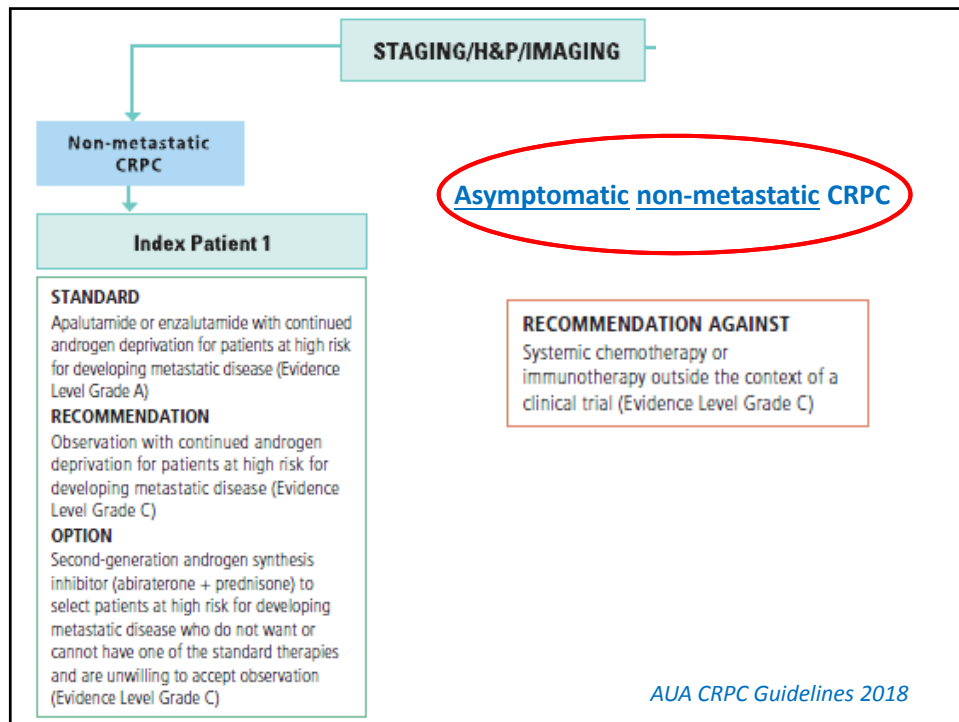 STAGING/H&P/IMAGING
Non-metastatic
CRPC
Asymptomatic non-metastatic CRPC
Index Patient 1
STANDARD
Apalutamide or enzalutamide with continued
androgen deprivation for patients at high risk
for developing metastatic disease (Evidence
Level Grade A)
RECOMMENDATION
Observation with continued androgen
deprivation for patients at high risk for
developing metastatic disease (Evidence
Level Grade C)
OPTION
Second-generation androgen synthesis
inhibitor (abiraterone + prednisone) to
select patients at high risk for developing
metastatic disease who do not want or
cannot have one of the standard therapies
and are unwilling to accept observation
(Evidence Level Grade C)
RECOMMENDATION AGAINST
Systemic chemotherapy or
immunotherapy outside the context of a
clinical trial (Evidence Level Grade C)
AUA CRPC Guidelines 2018